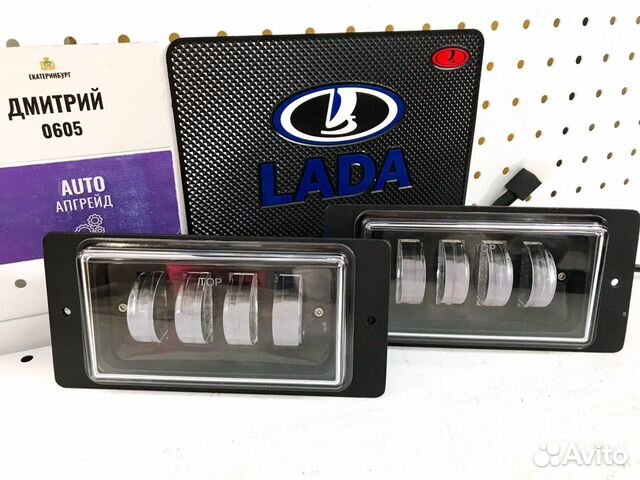 ЕКАТЕРИНБУРГ
ДМИТРИЙ
0605
AUTO
АПГРЕЙД
LADA
TOP
TOP
Avito